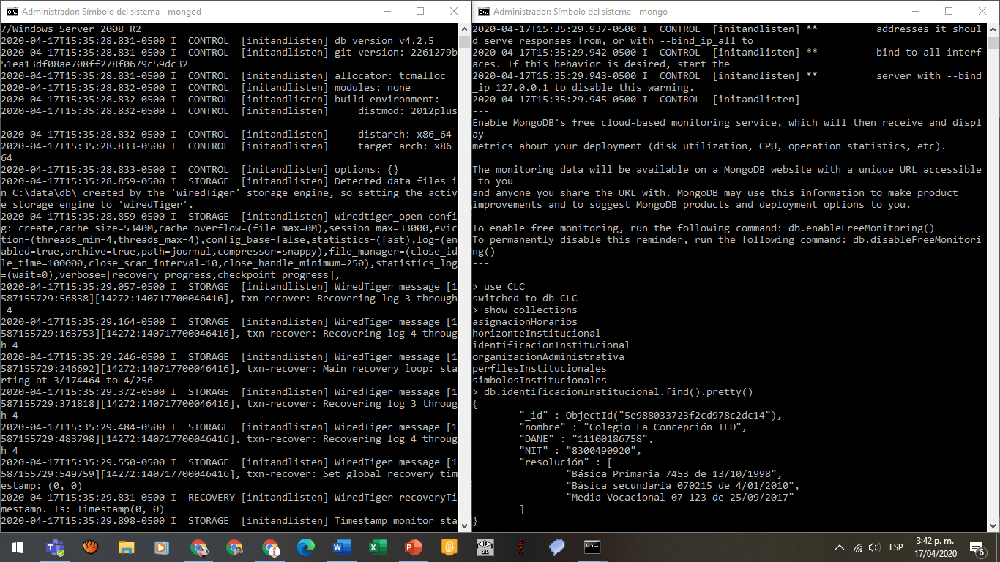 Administrador: Símbolo del sistema - mongod
7/Windows Server 2008 R2
2020-04-17T15:35:28.831-0500 I  CONTROL  [initandlisten] db version v4.2.5
2020-04-17T15:35:28.831-0500 I  CONTROL  [initandlisten] git version: 2261279b
51ea13df08ae708ff278f0679c59dc32
2020-04-17T15:35:28.831-0500 I  CONTROL  [initandlisten] allocator: tcmalloc
2020-04-17T15:35:28.832-0500 I  CONTROL  [initandlisten] modules: none
2020-04-17T15:35:28.832-0500 I  CONTROL  [initandlisten] build environment:
2020-04-17T15:35:28.832-0500 I  CONTROL  [initandlisten]     distmod: 2012plus
2020-04-17T15:35:28.832-0500 I  CONTROL  [initandlisten]     distarch: x86_64
2020-04-17T15:35:28.833-0500 I  CONTROL  [initandlisten]     target_arch: x86_
64
2020-04-17T15:35:28.833-0500 I  CONTROL  [initandlisten] options: {}
2020-04-17T15:35:28.859-0500 I  STORAGE  [initandlisten] Detected data files i
n C:\data\db\ created by the 'wiredTiger' storage engine, so setting the activ
e storage engine to 'wiredTiger'.
2020-04-17T15:35:28.859-0500 I  STORAGE  [initandlisten] wiredtiger_open confi
g: create,cache_size=5340M,cache_overflow=(file_max=0M),session_max=33000,evic
tion=(threads_min=4,threads_max=4),config_base=false,statistics=(fast),log=(en
abled=true,archive=true,path=journal,compressor=snappy),file_manager=(close_id
le_time=100000,close_scan_interval=10,close_handle_minimum=250),statistics_log
=(wait=0),verbose=[recovery_progress,checkpoint_progress],
2020-04-17T15:35:29.057-0500 I  STORAGE  [initandlisten] WiredTiger message [1
587155729:56838][14272:140717700046416], txn-recover: Recovering log 3 through
 4
2020-04-17T15:35:29.164-0500 I  STORAGE  [initandlisten] WiredTiger message [1
587155729:163753][14272:140717700046416], txn-recover: Recovering log 4 throug
h 4
2020-04-17T15:35:29.246-0500 I  STORAGE  [initandlisten] WiredTiger message [1
587155729:246692][14272:140717700046416], txn-recover: Main recovery loop: sta
rting at 3/174464 to 4/256
2020-04-17T15:35:29.372-0500 I  STORAGE  [initandlisten] WiredTiger message [1
587155729:371818][14272:140717700046416], txn-recover: Recovering log 3 throug
h 4
2020-04-17T15:35:29.484-0500 I  STORAGE  [initandlisten] WiredTiger message [1
587155729:483798][14272:140717700046416], txn-recover: Recovering log 4 throug
h 4
2020-04-17T15:35:29.550-0500 I  STORAGE  [initandlisten] WiredTiger message [1
587155729:549759][14272:140717700046416], txn-recover: Set global recovery tim
estamp: (0, 0)
2020-04-17T15:35:29.831-0500 I  RECOVERY [initandlisten] WiredTiger recoveryTi
mestamp. Ts: Timestamp(0, 0)
2020-04-17T15:35:29.898-0500 I  STORAGE  [initandlisten] Timestamp monitor sta
Administrador: Símbolo del sistema - mongo
2020-04-17T15:35:29.937-0500 I  CONTROL  [initandlisten] **          addresses it shoul
d serve responses from, or with --bind_ip_all to
2020-04-17T15:35:29.942-0500 I  CONTROL  [initandlisten] **          bind to all interf
aces. If this behavior is desired, start the
2020-04-17T15:35:29.943-0500 I  CONTROL  [initandlisten] **          server with --bind
_ip 127.0.0.1 to disable this warning.
2020-04-17T15:35:29.945-0500 I  CONTROL  [initandlisten]
---
Enable MongoDB's free cloud-based monitoring service, which will then receive and displ
ay
metrics about your deployment (disk utilization, CPU, operation statistics, etc).
The monitoring data will be available on a MongoDB website with a unique URL accessible
 to you
and anyone you share the URL with. MongoDB may use this information to make product
improvements and to suggest MongoDB products and deployment options to you.
To enable free monitoring, run the following command: db.enableFreeMonitoring()
To permanently disable this reminder, run the following command: db.disableFreeMonitori
ng()
---
> use CLC
switched to db CLC
> show collections
asignacionHorarios
horizonteInstitucional
identificacionInstitucional
organizacionAdministrativa
perfilesInstitucionales
simbolosInstitucionales
> db.identificacionInstitucional.find().pretty()
{
        "_id" : ObjectId("5e988033723f2cd978c2dc14"),
        "nombre" : "Colegio La Concepción IED",
        "DANE" : "11100186758",
        "NIT" : "8300490920",
        "resolución" : [
                "Básica Primaria 7453 de 13/10/1998",
                "Básica secundaria 070215 de 4/01/2010",
                "Media Vocacional 07-123 de 25/09/2017"
        ]
}
ESP
3:42 p. m.
17/04/2020
6